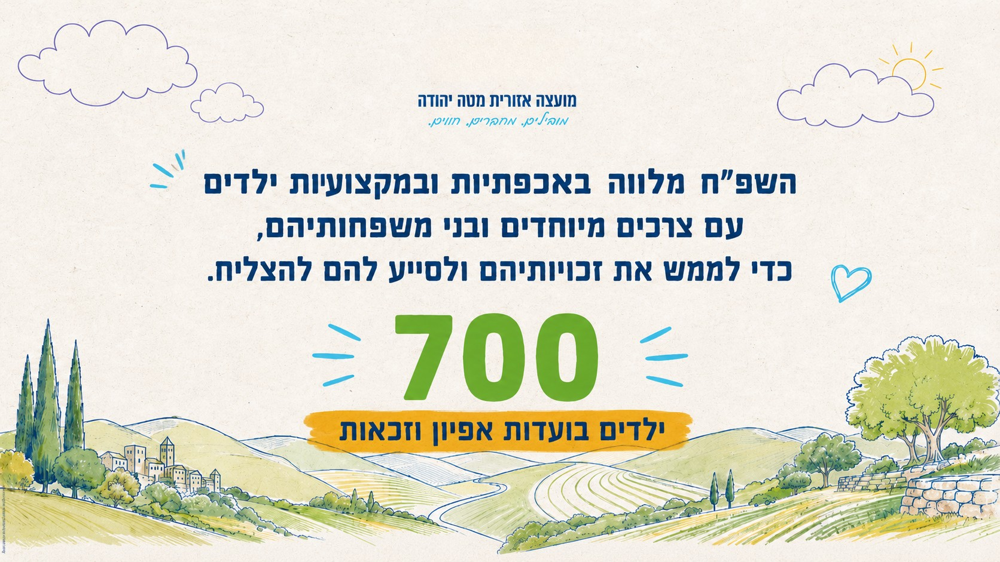 מועצה אזורית מטה יהודה
מובילים. מחברים. חווים.
השפ"ח מלווה באכפתיות ובמקצועיות ילדים
עם צרכים מיוחדים ובני משפחותיהם,
כדי לממש את זכויותיהם ולסייע להם להצליח.
700
ילדים בועדות אפיון וזכאות